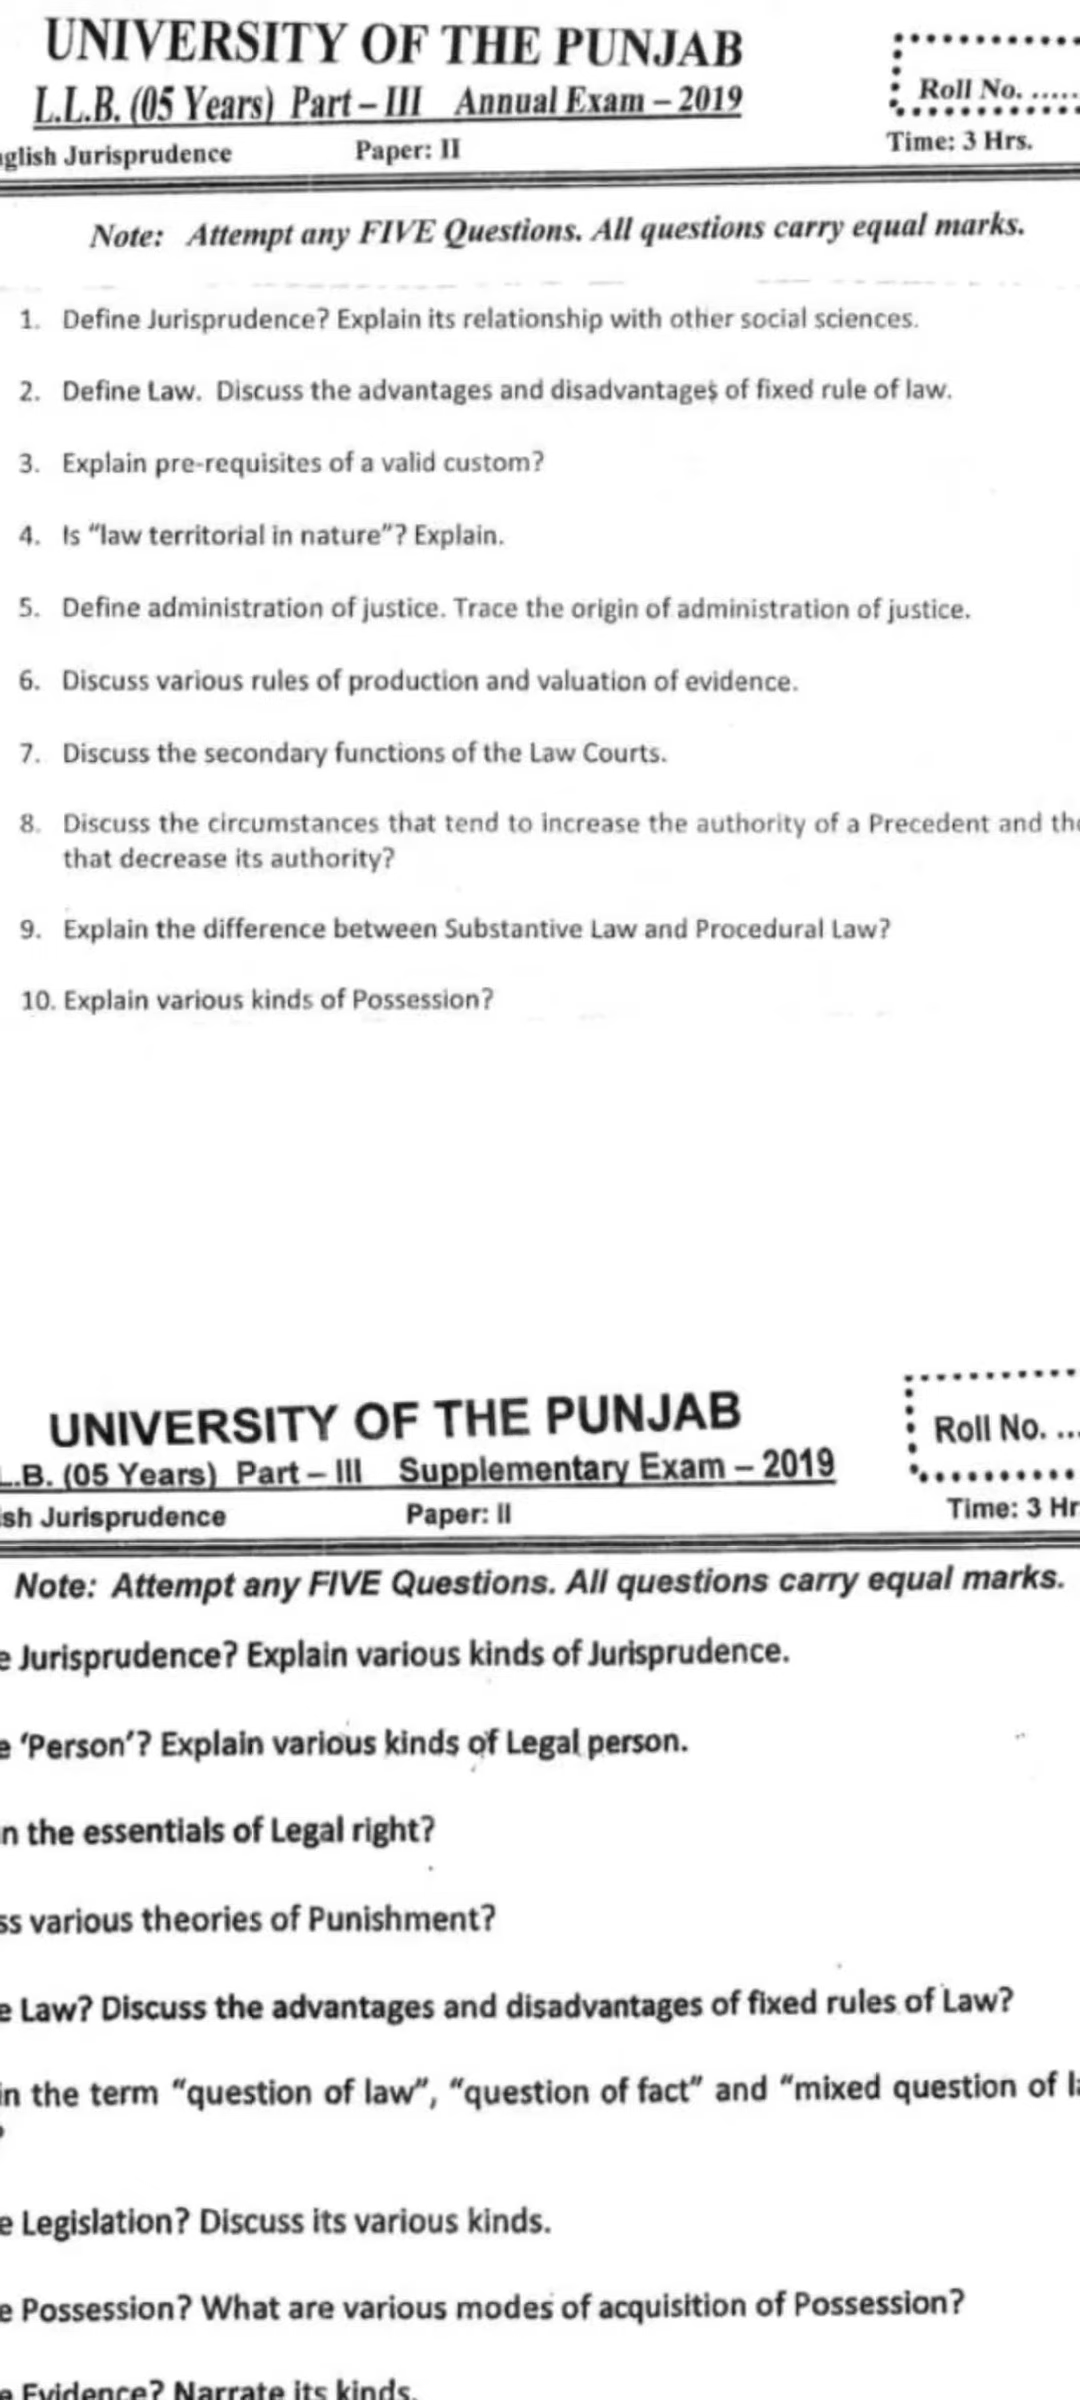 UNIVERSITY OF THE PUNJAB
L.L.B. (05 Years) Part – III Annual Exam – 2019
Roll No. .....
glish Jurisprudence Paper: II Time: 3 Hrs.
Note: Attempt any FIVE Questions. All questions carry equal marks.
1. Define Jurisprudence? Explain its relationship with other social sciences.
2. Define Law. Discuss the advantages and disadvantages of fixed rule of law.
3. Explain pre-requisites of a valid custom?
4. Is "law territorial in nature"? Explain.
5. Define administration of justice. Trace the origin of administration of justice.
6. Discuss various rules of production and valuation of evidence.
7. Discuss the secondary functions of the Law Courts.
8. Discuss the circumstances that tend to increase the authority of a Precedent and the
that decrease its authority?
9. Explain the difference between Substantive Law and Procedural Law?
10. Explain various kinds of Possession?
UNIVERSITY OF THE PUNJAB
L.B. (05 Years) Part – III Supplementary Exam – 2019
Roll No. ...
sh Jurisprudence Paper: II Time: 3 Hr
Note: Attempt any FIVE Questions. All questions carry equal marks.
e Jurisprudence? Explain various kinds of Jurisprudence.
e 'Person'? Explain various kinds of Legal person.
n the essentials of Legal right?
ss various theories of Punishment?
e Law? Discuss the advantages and disadvantages of fixed rules of Law?
in the term "question of law", "question of fact" and "mixed question of la
?
e Legislation? Discuss its various kinds.
e Possession? What are various modes of acquisition of Possession?
e Evidence? Narrate its kinds.